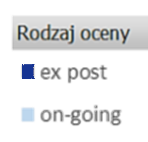 Rodzaj oceny
ex post
on-going